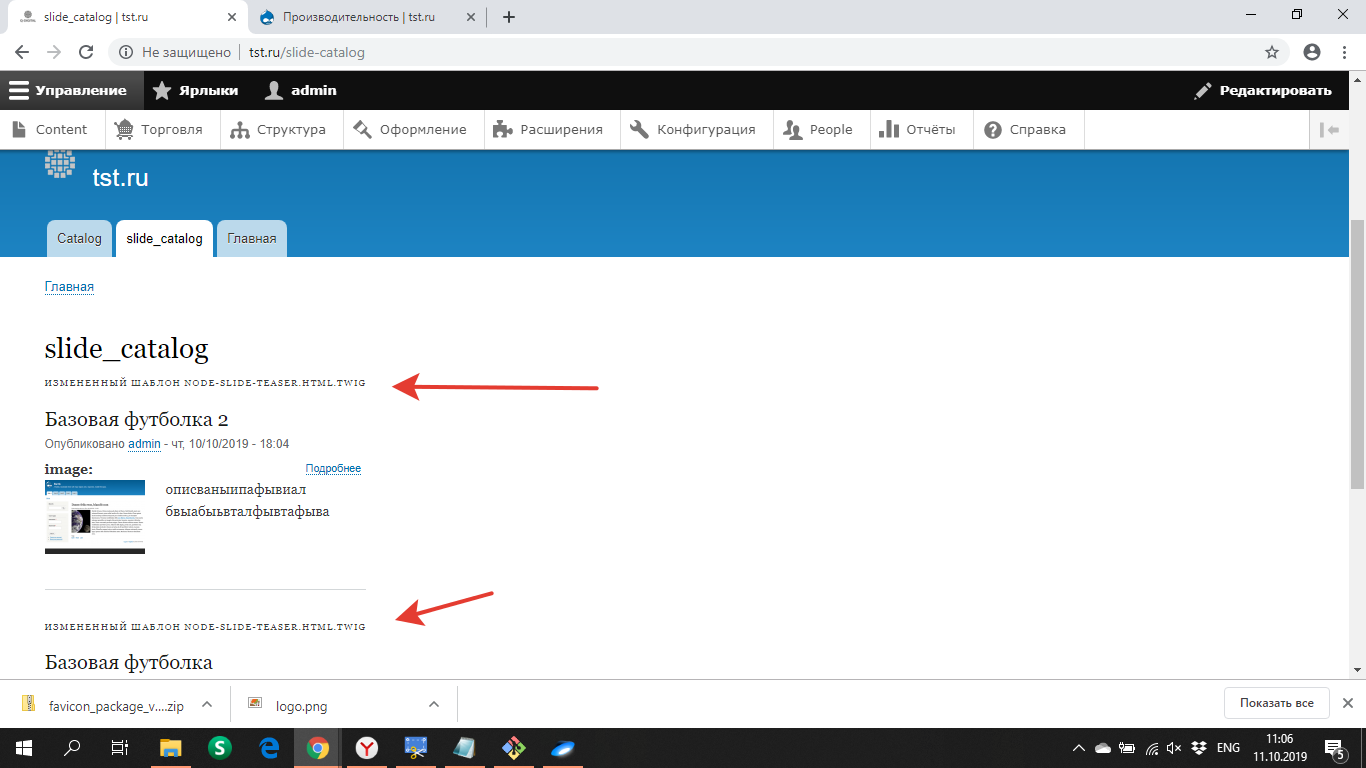 slide_catalog | tst.ru
Производительность | tst.ru
Не защищено
tst.ru/slide-catalog
Управление
Ярлыки
admin
Редактировать
Content
Торговля
Структура
Оформление
Расширения
Конфигурация
People
Отчёты
Справка
tst.ru
Catalog
slide_catalog
Главная
Главная
slide_catalog
ИЗМЕНЕННЫЙ ШАБЛОН NODE-SLIDE-TEASER.HTML.TWIG
Базовая футболка 2
Опубликовано admin - чт, 10/10/2019 - 18:04
image:
Подробнее
описваныипафывиал
бвыабыьвталфывтафыва
ИЗМЕНЕННЫЙ ШАБЛОН NODE-SLIDE-TEASER.HTML.TWIG
Базовая футболка
favicon_package_v....zip
logo.png
Показать все
ENG
11:06
11.10.2019
5